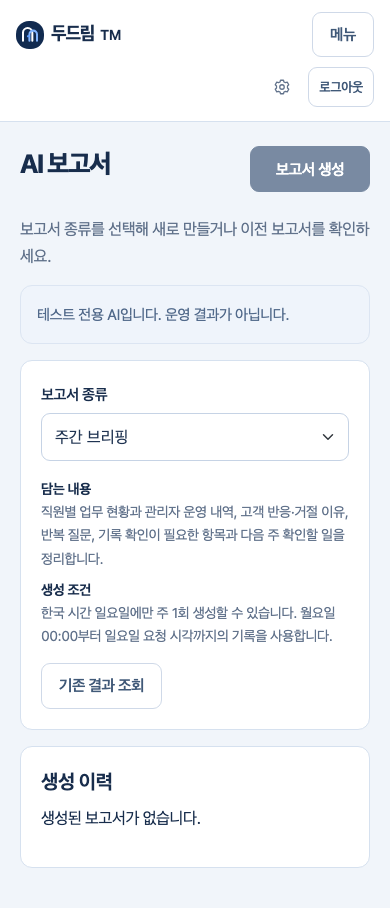 두드림 TM
메뉴
로그아웃
AI 보고서
보고서 생성
보고서 종류를 선택해 새로 만들거나 이전 보고서를 확인하
세요.
테스트 전용 AI입니다. 운영 결과가 아닙니다.
보고서 종류
주간 브리핑
담는 내용
직원별 업무 현황과 관리자 운영 내역, 고객 반응·거절 이유,
반복 질문, 기록 확인이 필요한 항목과 다음 주 확인할 일을
정리합니다.
생성 조건
한국 시간 일요일에만 주 1회 생성할 수 있습니다. 월요일
00:00부터 일요일 요청 시각까지의 기록을 사용합니다.
기존 결과 조회
생성 이력
생성된 보고서가 없습니다.